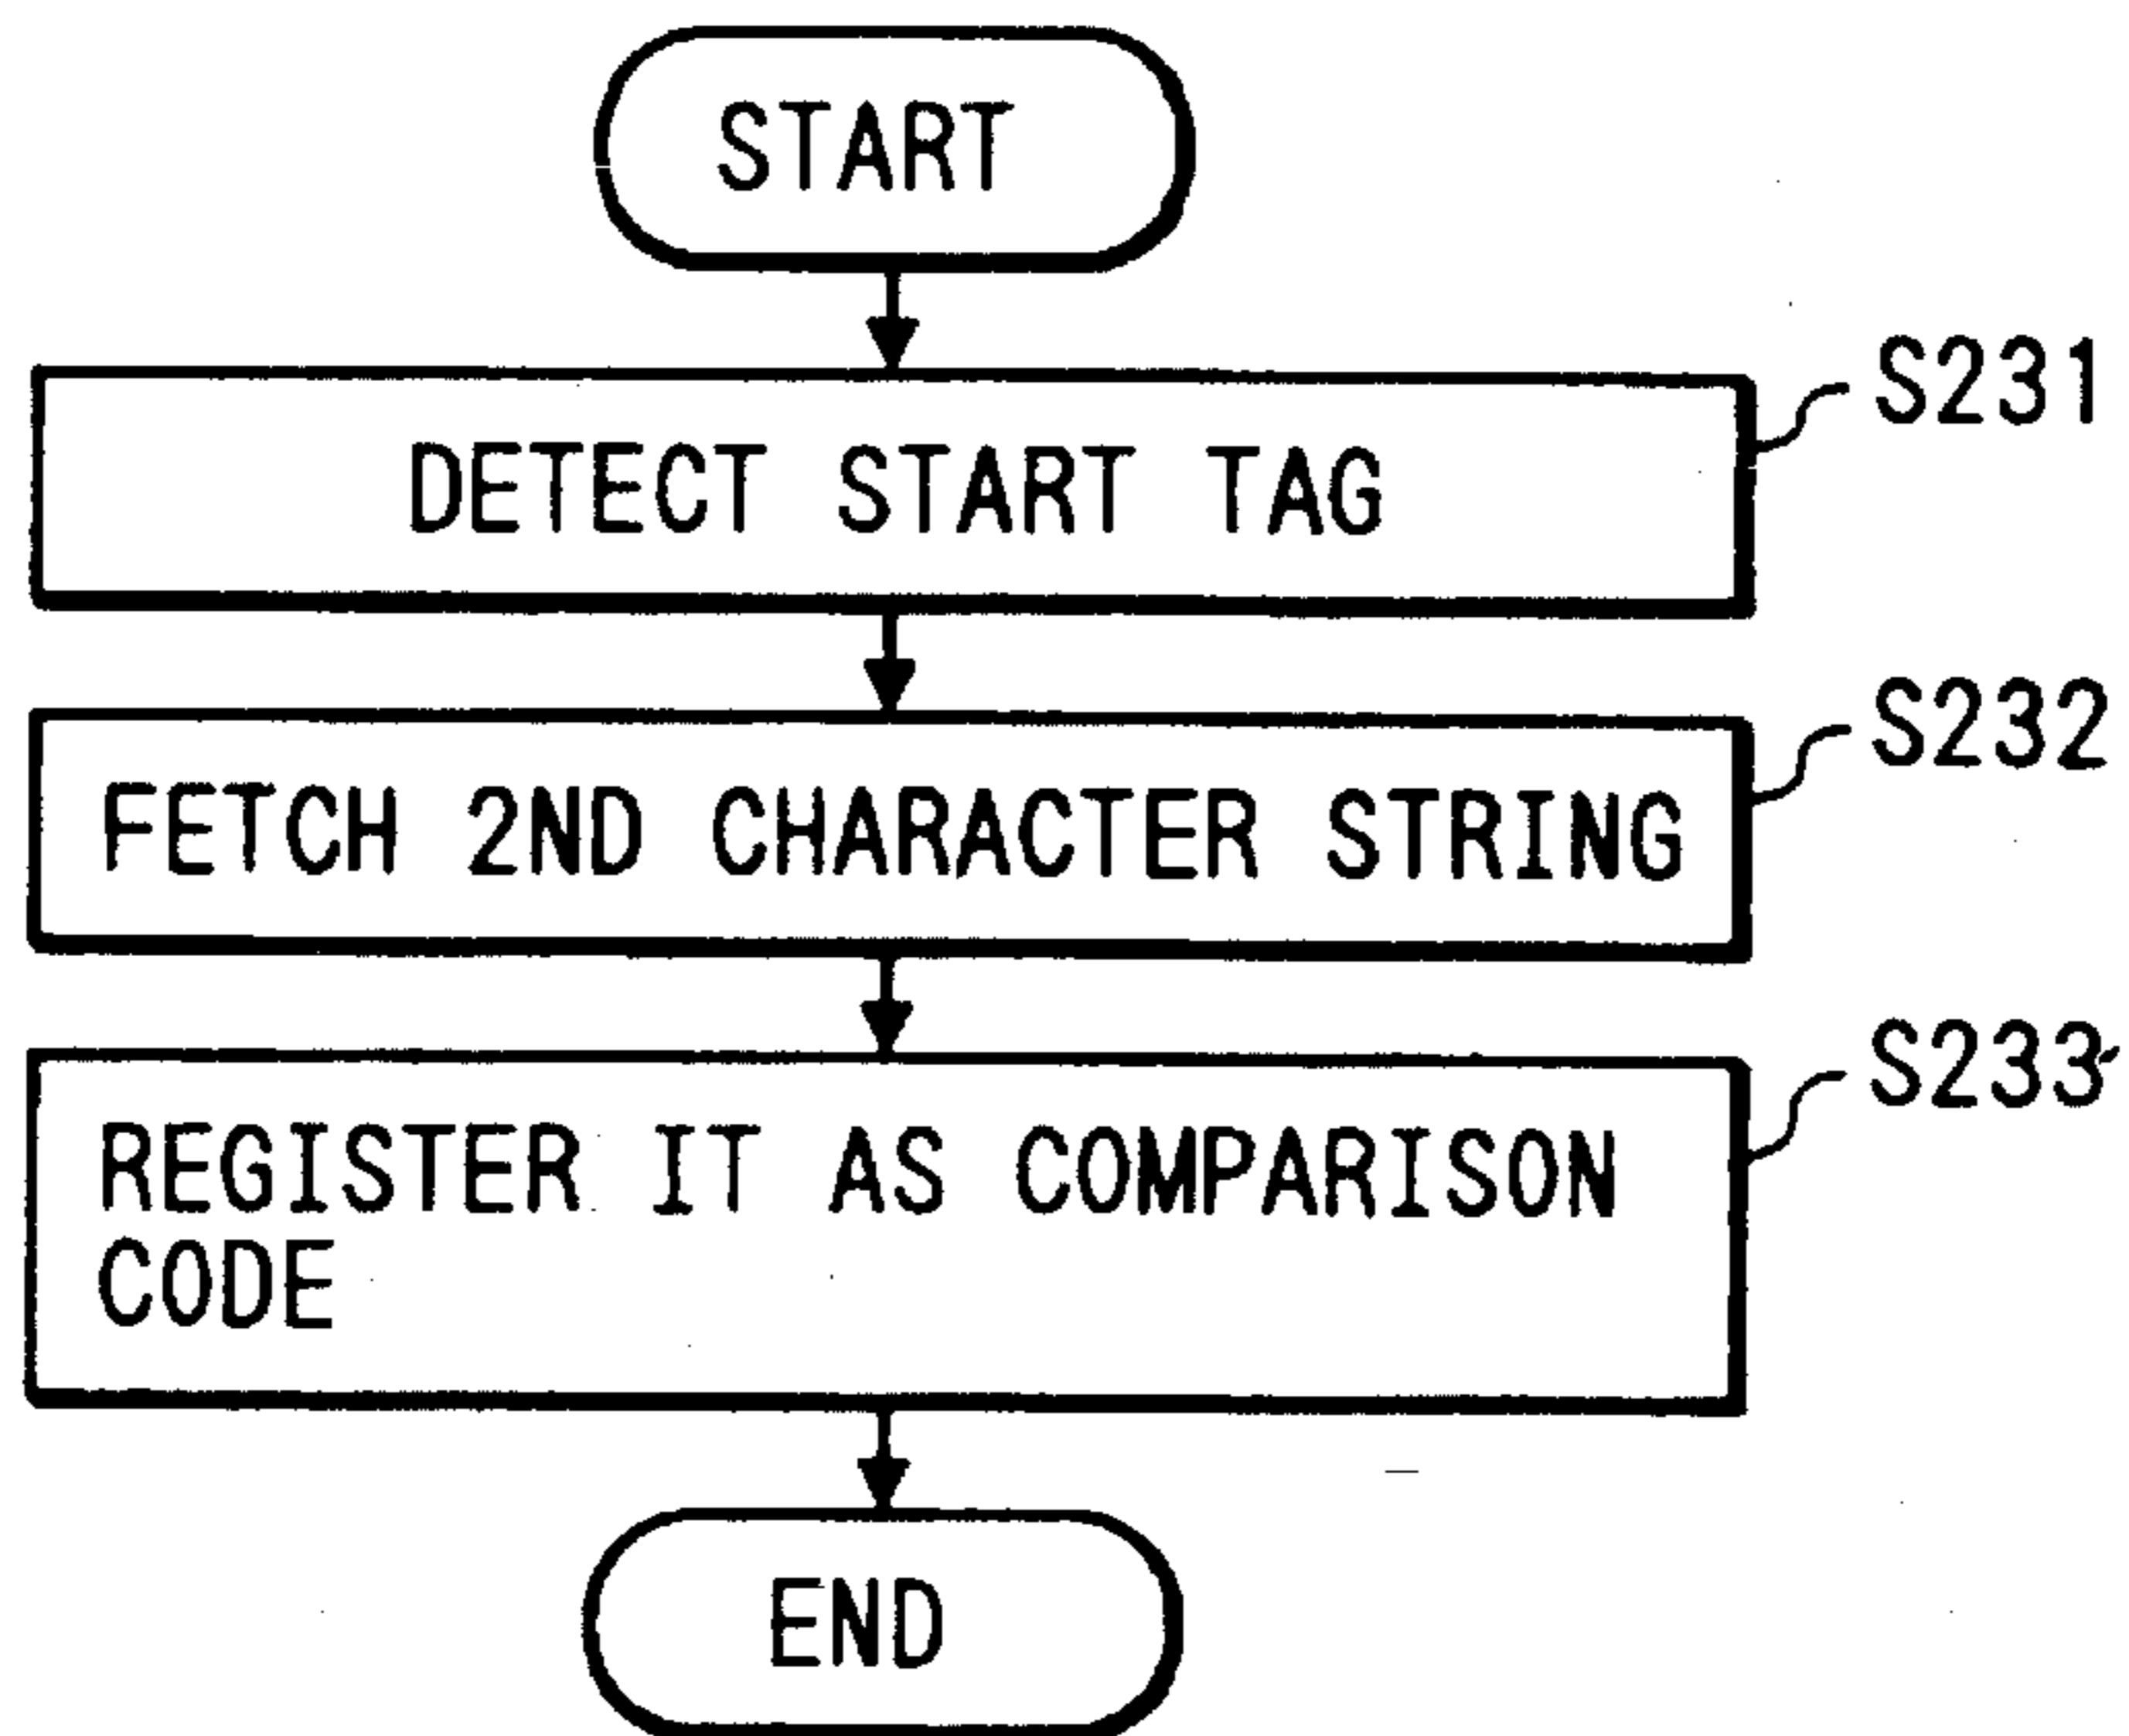 START
S231
DETECT START TAG
S232
FETCH 2ND CHARACTER STRING
S233
REGISTER IT AS COMPARISON
CODE
END